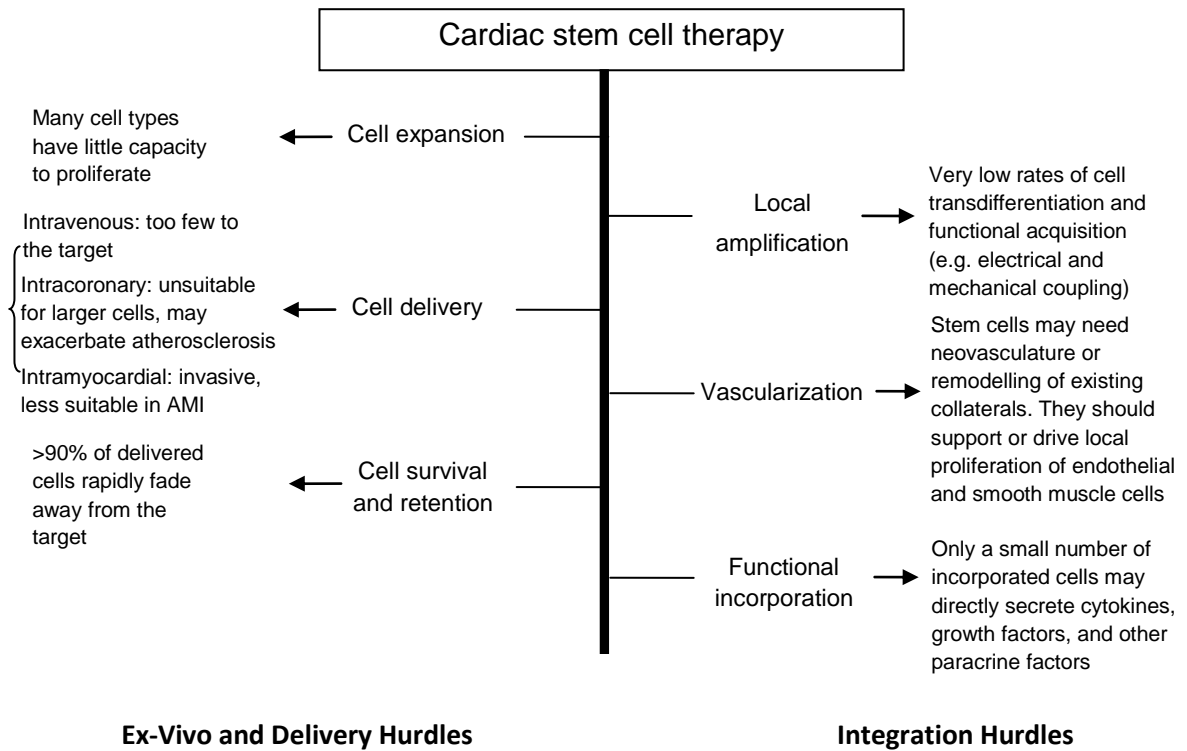 Cardiac stem cell therapy
Many cell types
have little capacity
to proliferate
Cell expansion
Intravenous: too few to
the target
Intracoronary: unsuitable
for larger cells, may
exacerbate atherosclerosis
Intramyocardial: invasive,
less suitable in AMI
Cell delivery
>90% of delivered
cells rapidly fade
away from the
target
Cell survival
and retention
Local
amplification
Very low rates of cell
transdifferentiation and
functional acquisition
(e.g. electrical and
mechanical coupling)
Vascularization
Stem cells may need
neovasculature or
remodelling of existing
collaterals. They should
support or drive local
proliferation of endothelial
and smooth muscle cells
Functional
incorporation
Only a small number of
incorporated cells may
directly secrete cytokines,
growth factors, and other
paracrine factors
Ex-Vivo and Delivery Hurdles
Integration Hurdles